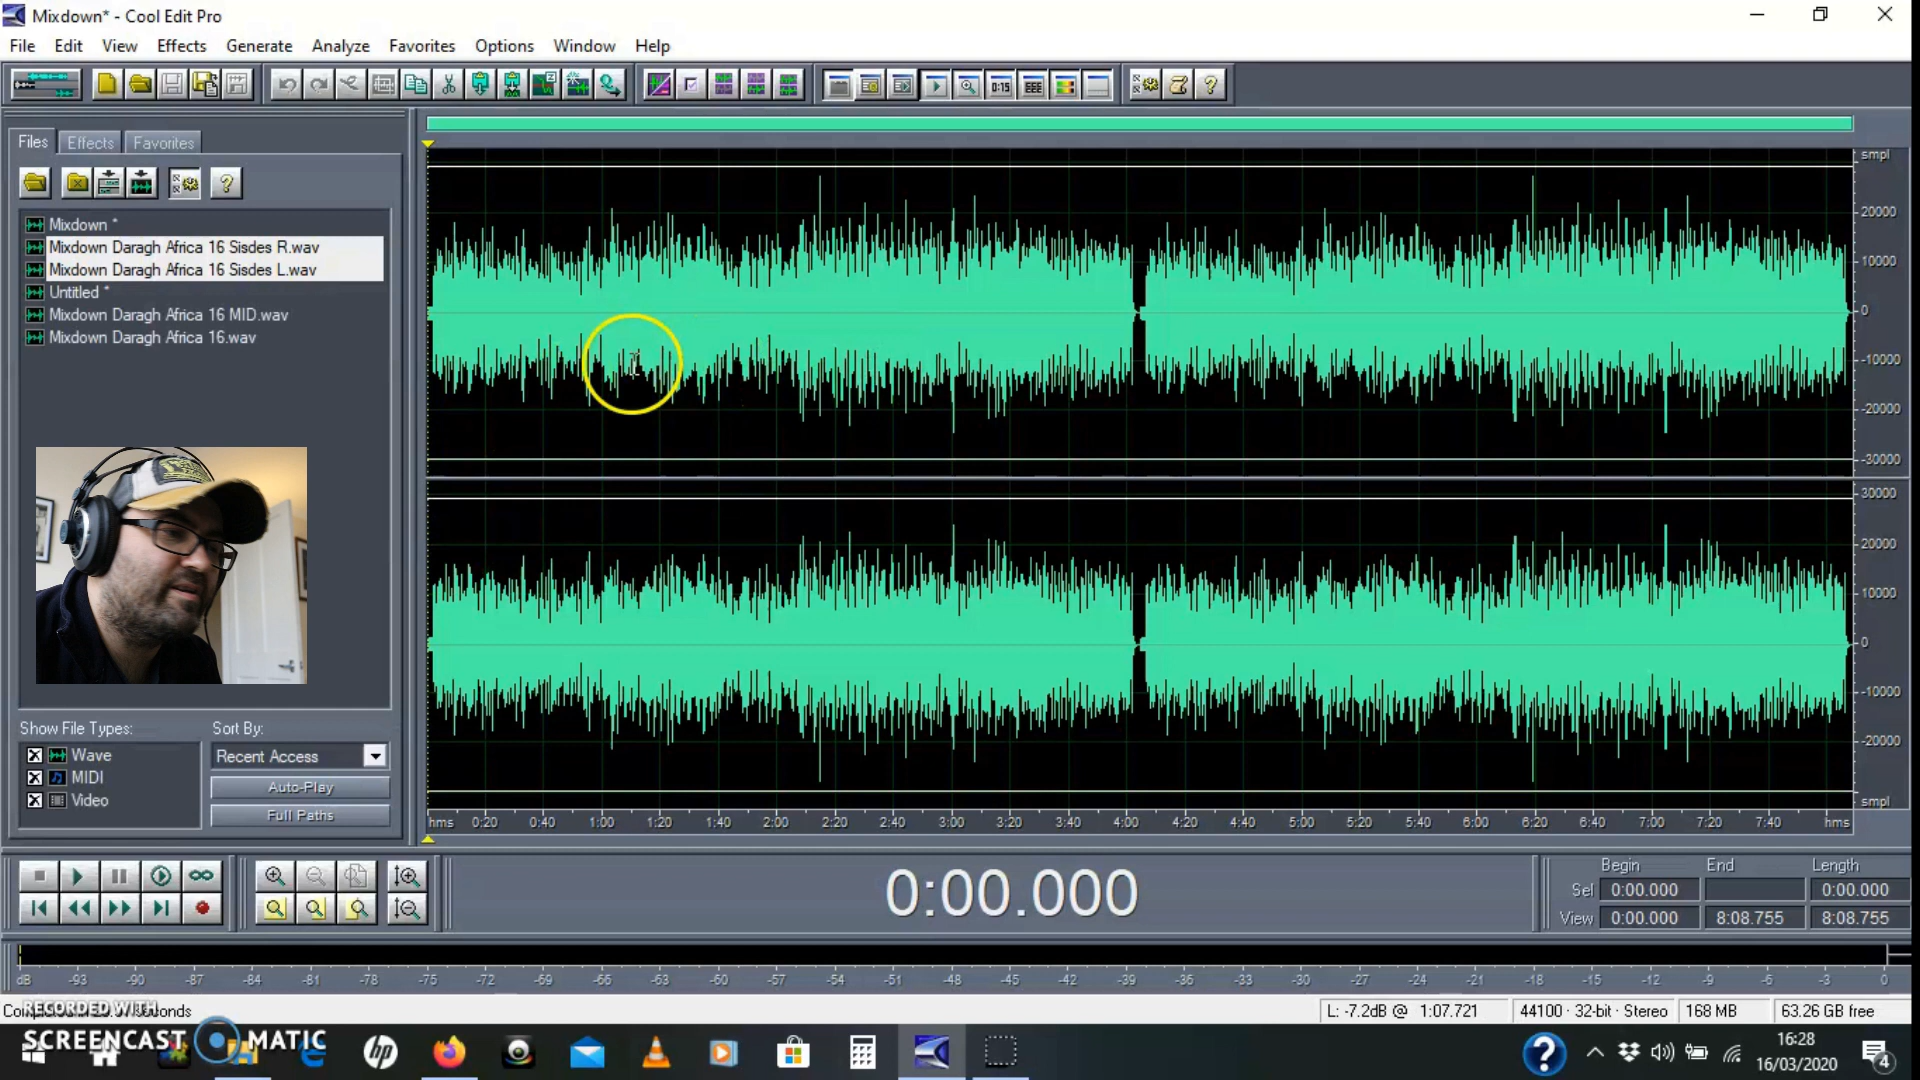 Mixdown* - Cool Edit Pro
File Edit View Effects Generate Analyze Favorites Options Window Help
0:15
Files Effects Favorites
Mixdown *
Mixdown Daragh Africa 16 Sisdes R.wav
Mixdown Daragh Africa 16 Sisdes L.wav
Untitled *
Mixdown Daragh Africa 16 MID.wav
Mixdown Daragh Africa 16.wav
Show File Types: Sort By:
Wave Recent Access
MIDI Auto-Play
Video Full Paths
smpl
20000
10000
0
-10000
-20000
-30000
30000
20000
10000
0
-10000
-20000
smpl
hms 0:20 0:40 1:00 1:20 1:40 2:00 2:20 2:40 3:00 3:20 3:40 4:00 4:20 4:40 5:00 5:20 5:40 6:00 6:20 6:40 7:00 7:20 7:40 hms
0:00.000
Begin End Length
Sel 0:00.000 0:00.000
View 0:00.000 8:08.755 8:08.755
dB -93 -90 -87 -84 -81 -78 -75 -72 -69 -66 -63 -60 -57 -54 -51 -48 -45 -42 -39 -36 -33 -30 -27 -24 -21 -18 -15 -12 -9 -6 -3 0
RECORDED WITH
seconds
L: -7.2dB @ 1:07.721 44100 · 32-bit · Stereo 168 MB 63.26 GB free
SCREENCAST MATIC
hp
16:28
16/03/2020
4